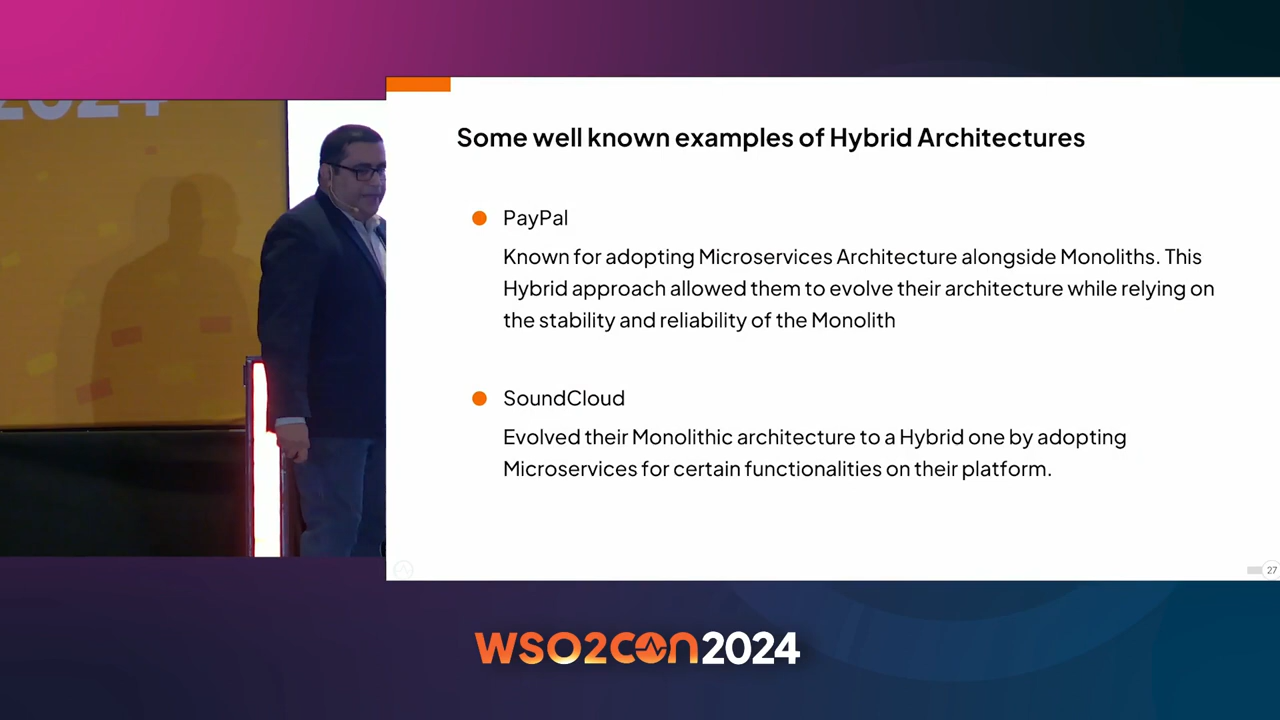 2024
Some well known examples of Hybrid Architectures
PayPal
Known for adopting Microservices Architecture alongside Monoliths. This
Hybrid approach allowed them to evolve their architecture while relying on
the stability and reliability of the Monolith
SoundCloud
Evolved their Monolithic architecture to a Hybrid one by adopting
Microservices for certain functionalities on their platform.
27
WSO2CON2024